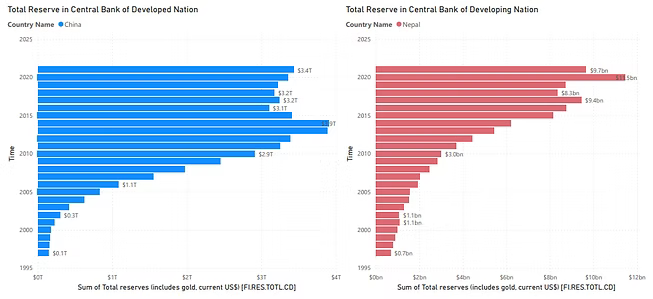 Total Reserve in Central Bank of Developed Nation
Country Name China
2025
2020
2015
2010
2005
2000
1995
Time
$3.4T
$3.2T
$3.2T
$3.1T
$2.9T
$1.1T
$0.3T
$0.1T
$0T
$1T
$2T
$3T
$4T
Sum of Total reserves (includes gold, current US$) [FI.RES.TOTL.CD]
Total Reserve in Central Bank of Developing Nation
Country Name Nepal
2025
2020
2015
2010
2005
2000
1995
Time
$9.7bn
$8.3bn
$9.4bn
$3.0bn
$1.1bn
$1.1bn
$0.7bn
$0bn
$2bn
$4bn
$6bn
$8bn
$10bn
$12bn
Sum of Total reserves (includes gold, current US$) [FI.RES.TOTL.CD]